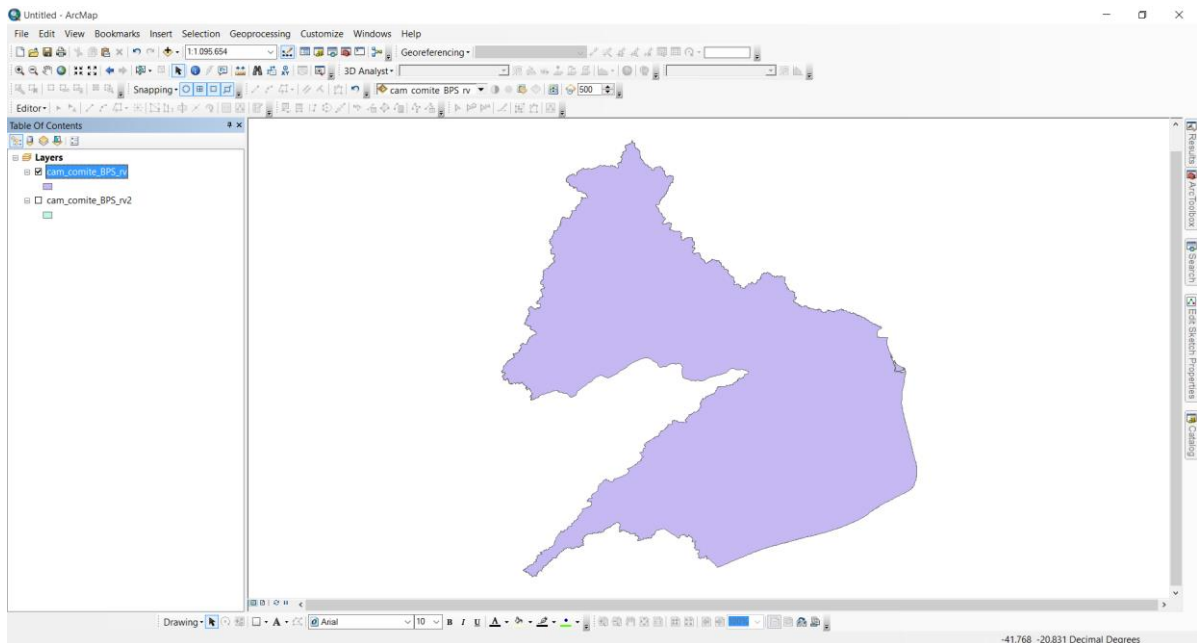 Untitled - ArcMap
File Edit View Bookmarks Insert Selection Geoprocessing Customize Windows Help
1:1.095.654 Georeferencing
3D Analyst
Snapping cam comite BPS rv 500
Editor
Table Of Contents
Layers
cam_comite_BPS_rv
cam_comite_BPS_rv2
Results
ArcToolbox
Search
Edit Sketch Properties
Catalog
Drawing A Arial 10 B I U A
-41.768 -20.831 Decimal Degrees